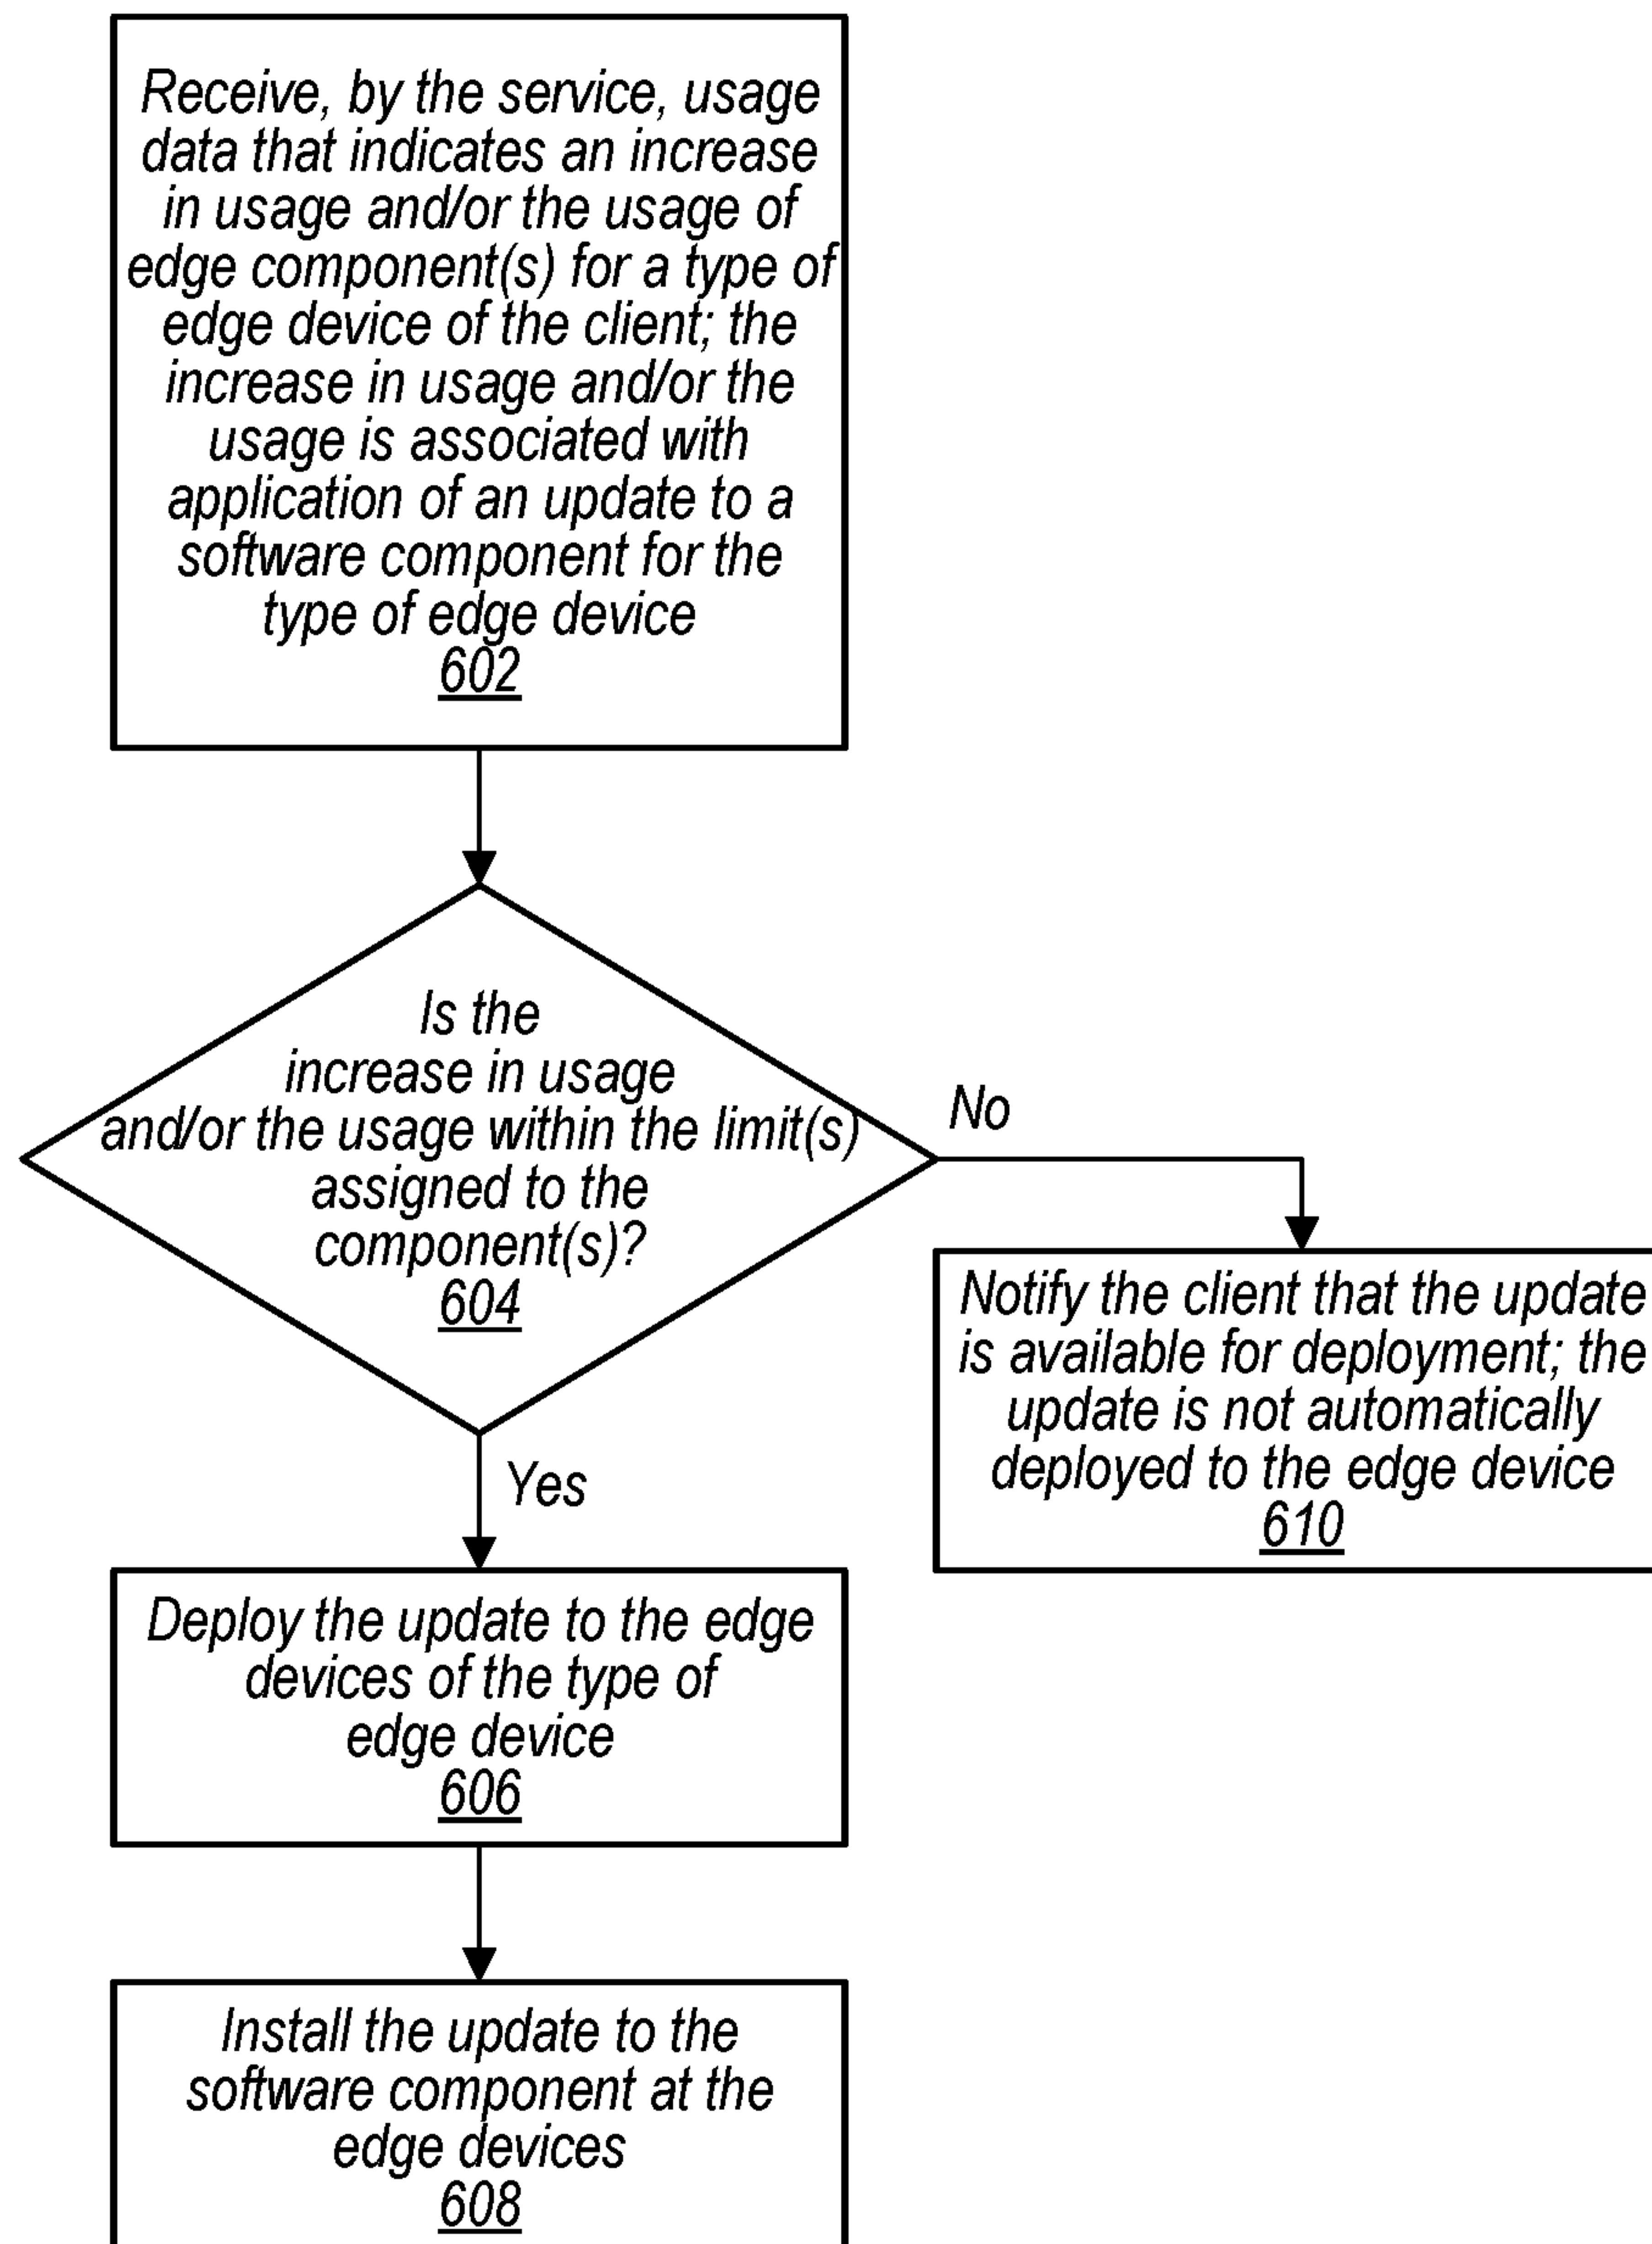 Receive, by the service, usage
data that indicates an increase
in usage and/or the usage of
edge component(s) for a type of
edge device of the client; the
increase in usage and/or the
usage is associated with
application of an update to a
software component for the
type of edge device
602
Is the
increase in usage
and/or the usage within the limit(s)
assigned to the
component(s)?
604
No
Notify the client that the update
is available for deployment; the
update is not automatically
deployed to the edge device
610
Yes
Deploy the update to the edge
devices of the type of
edge device
606
Install the update to the
software component at the
edge devices
608